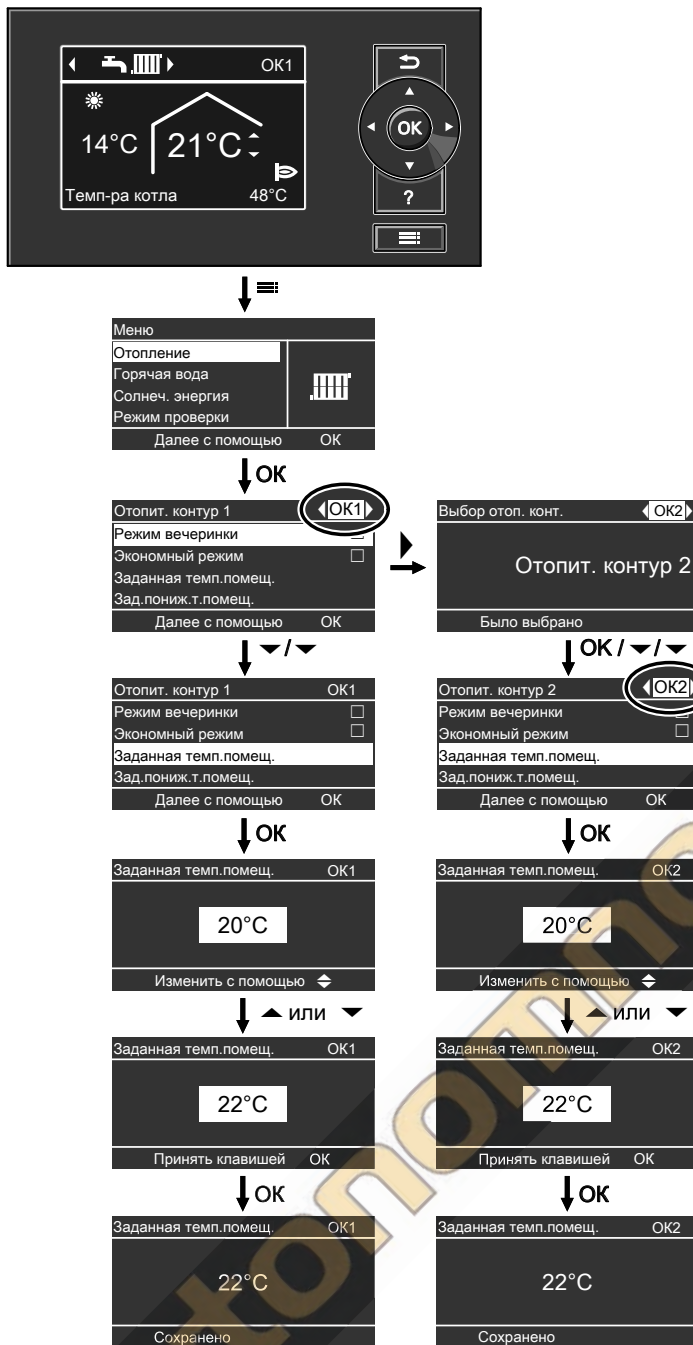 ОК1
14°C 21°C
Темп-ра котла 48°C
OK
?
Меню
Отопление
Горячая вода
Солнеч. энергия
Режим проверки
Далее с помощью ОК
ОК
Отопит. контур 1 ОК1
Режим вечеринки
Экономный режим
Заданная темп.помещ.
Зад.пониж.т.помещ.
Далее с помощью ОК
Выбор отоп. конт. ОК2
Отопит. контур 2
Было выбрано
/
ОК / /
Отопит. контур 1 ОК1
Режим вечеринки
Экономный режим
Заданная темп.помещ.
Зад.пониж.т.помещ.
Далее с помощью ОК
Отопит. контур 2 ОК2
Режим вечеринки
Экономный режим
Заданная темп.помещ.
Зад.пониж.т.помещ.
Далее с помощью ОК
ОК
ОК
Заданная темп.помещ. ОК1
20°C
Изменить с помощью
Заданная темп.помещ. ОК2
20°C
Изменить с помощью
или
или
Заданная темп.помещ. ОК1
22°C
Принять клавишей ОК
Заданная темп.помещ. ОК2
22°C
Принять клавишей ОК
ОК
ОК
Заданная темп.помещ. ОК1
22°C
Сохранено
Заданная темп.помещ. ОК2
22°C
Сохранено